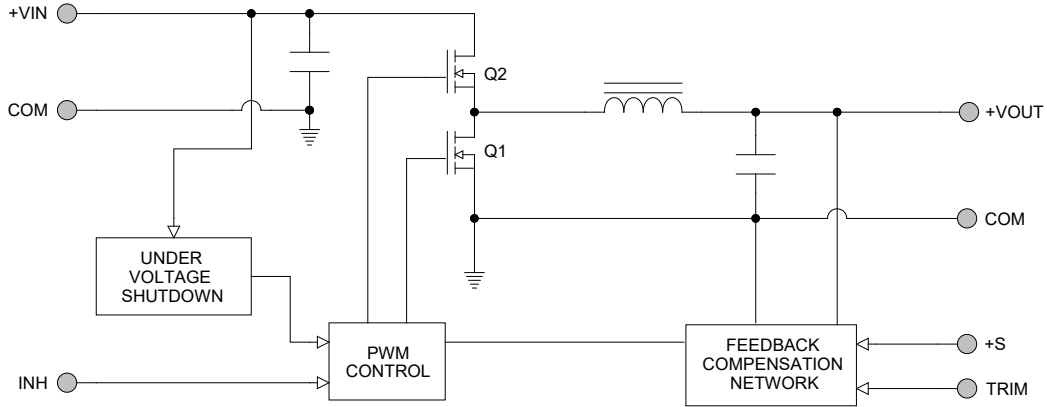 +VIN
Q2
COM
+VOUT
Q1
COM
UNDER
VOLTAGE
SHUTDOWN
PWM
CONTROL
FEEDBACK
COMPENSATION
NETWORK
+S
INH
TRIM